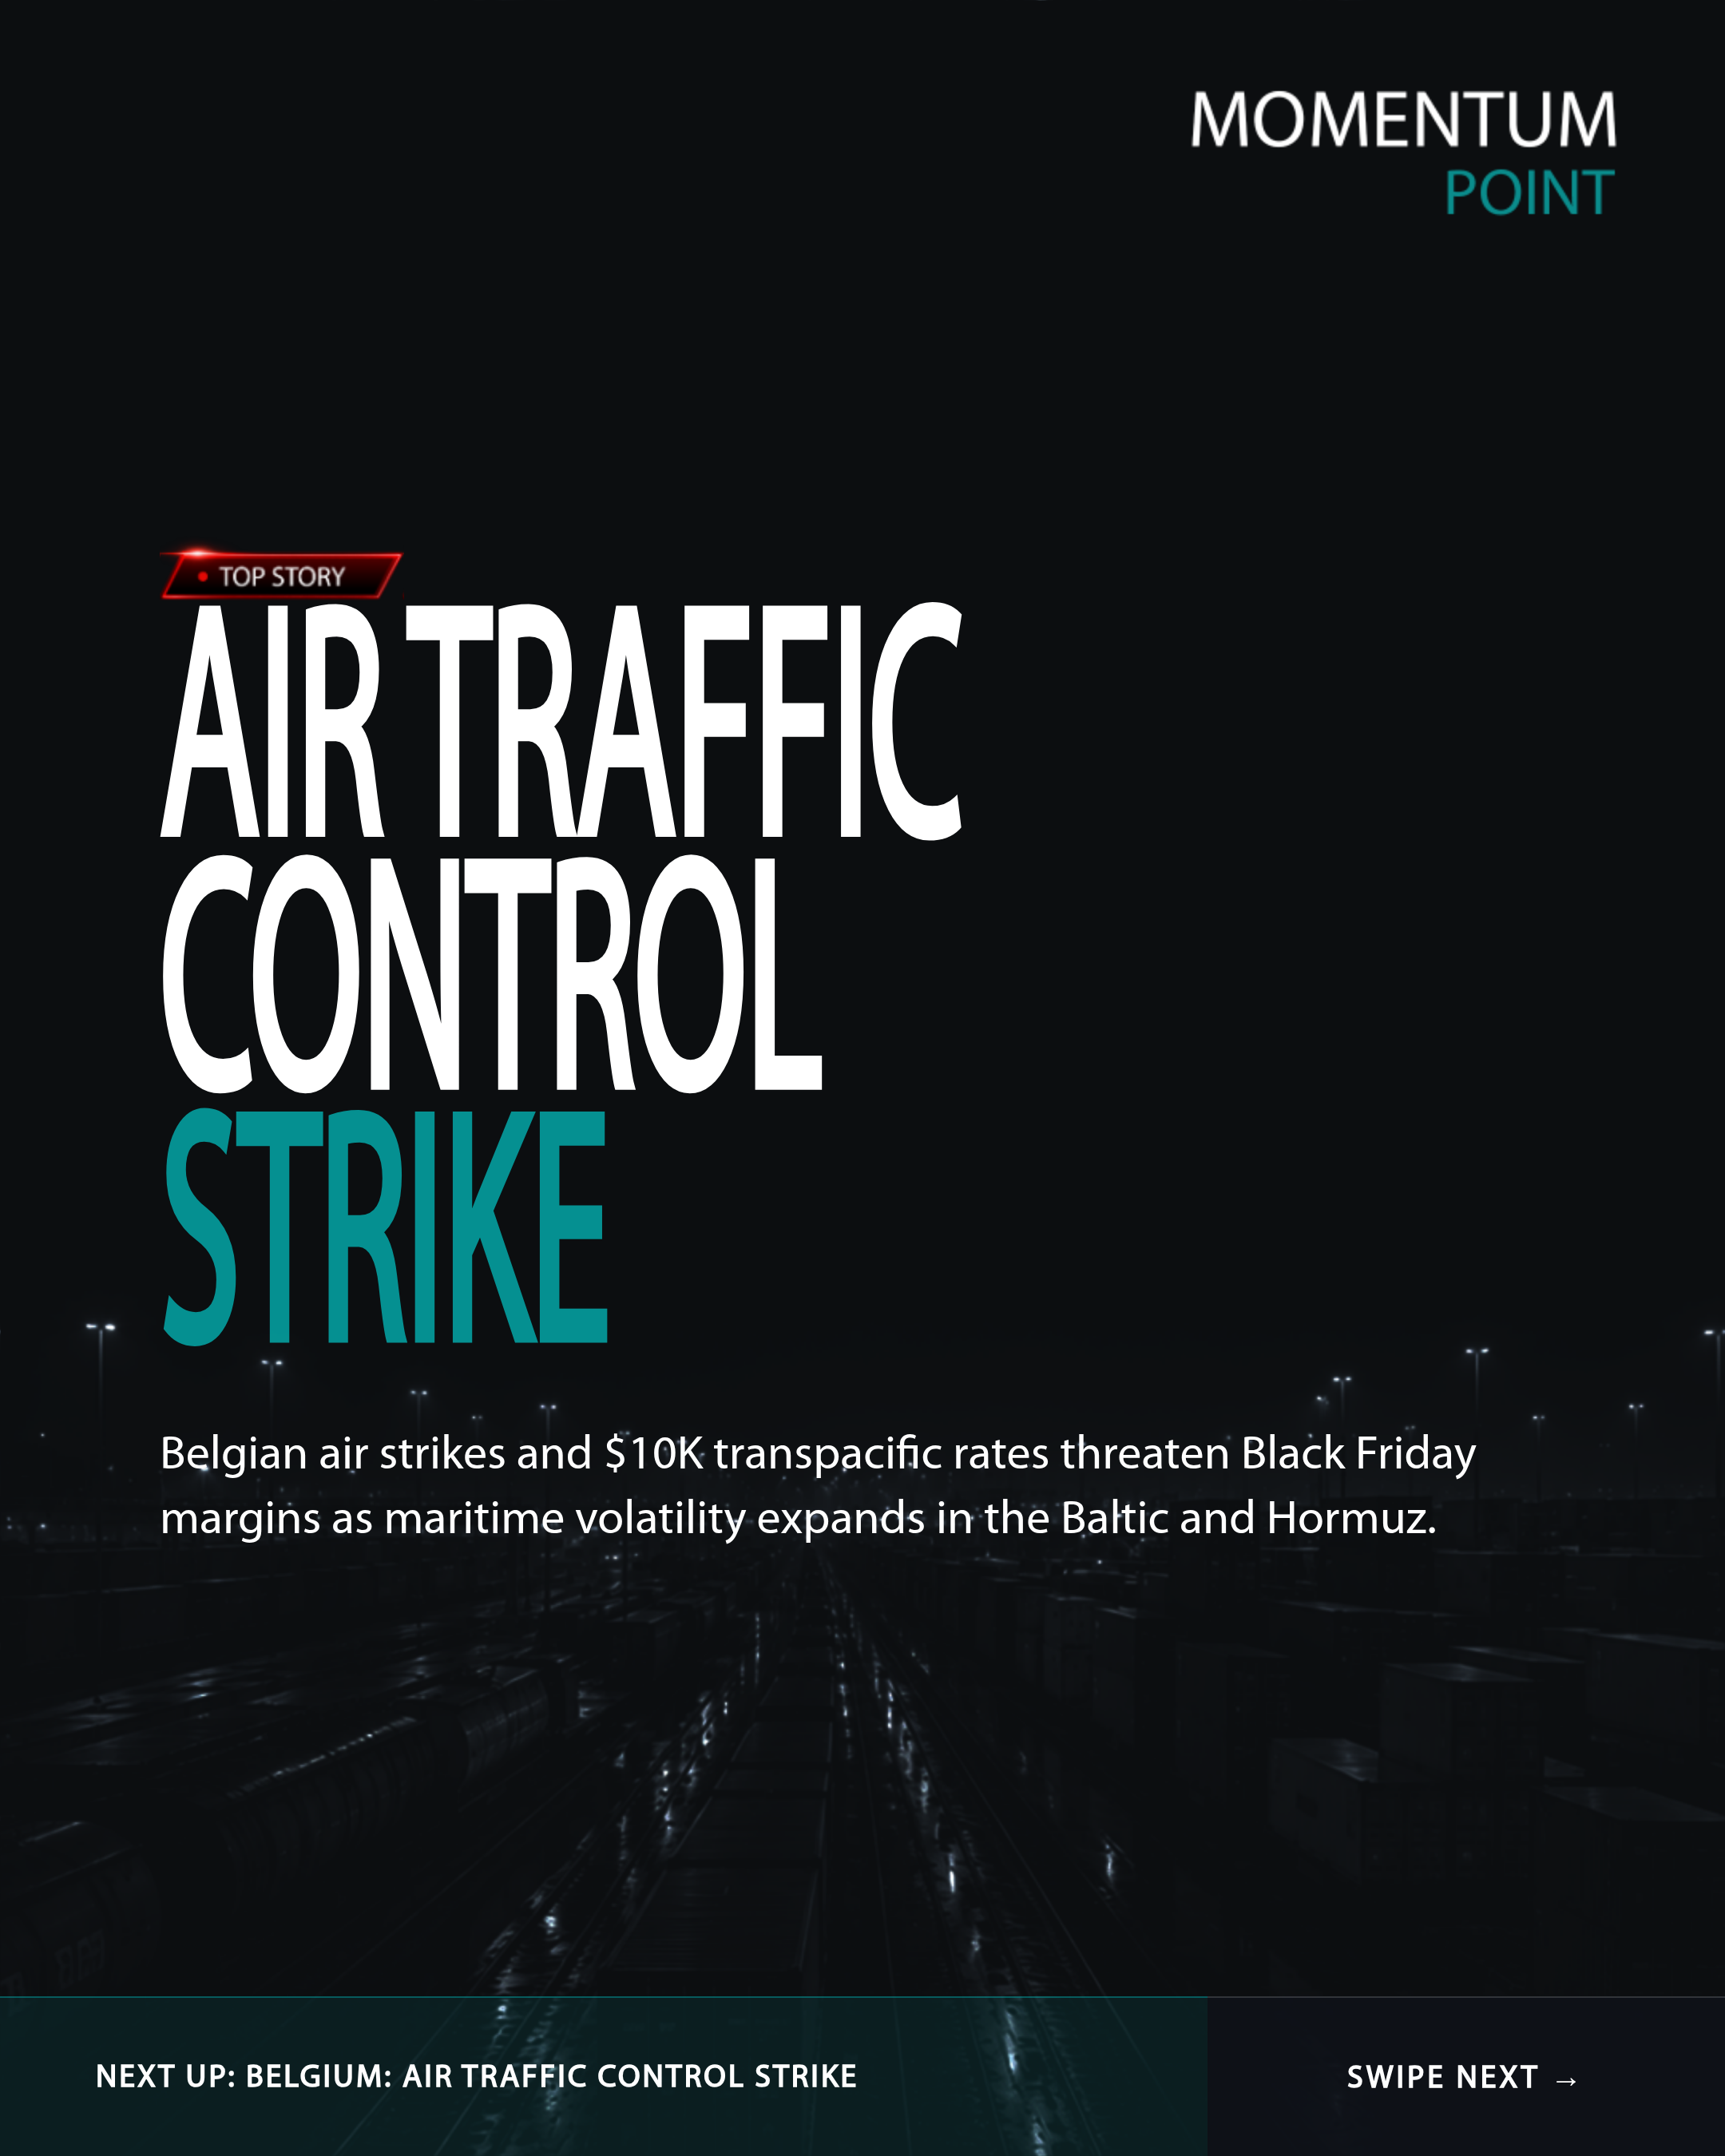 MOMENTUM
POINT
TOP STORY
AIR TRAFFIC
CONTROL
STRIKE
Belgian air strikes and $10K transpacific rates threaten Black Friday
margins as maritime volatility expands in the Baltic and Hormuz.
NEXT UP: BELGIUM: AIR TRAFFIC CONTROL STRIKE
SWIPE NEXT →